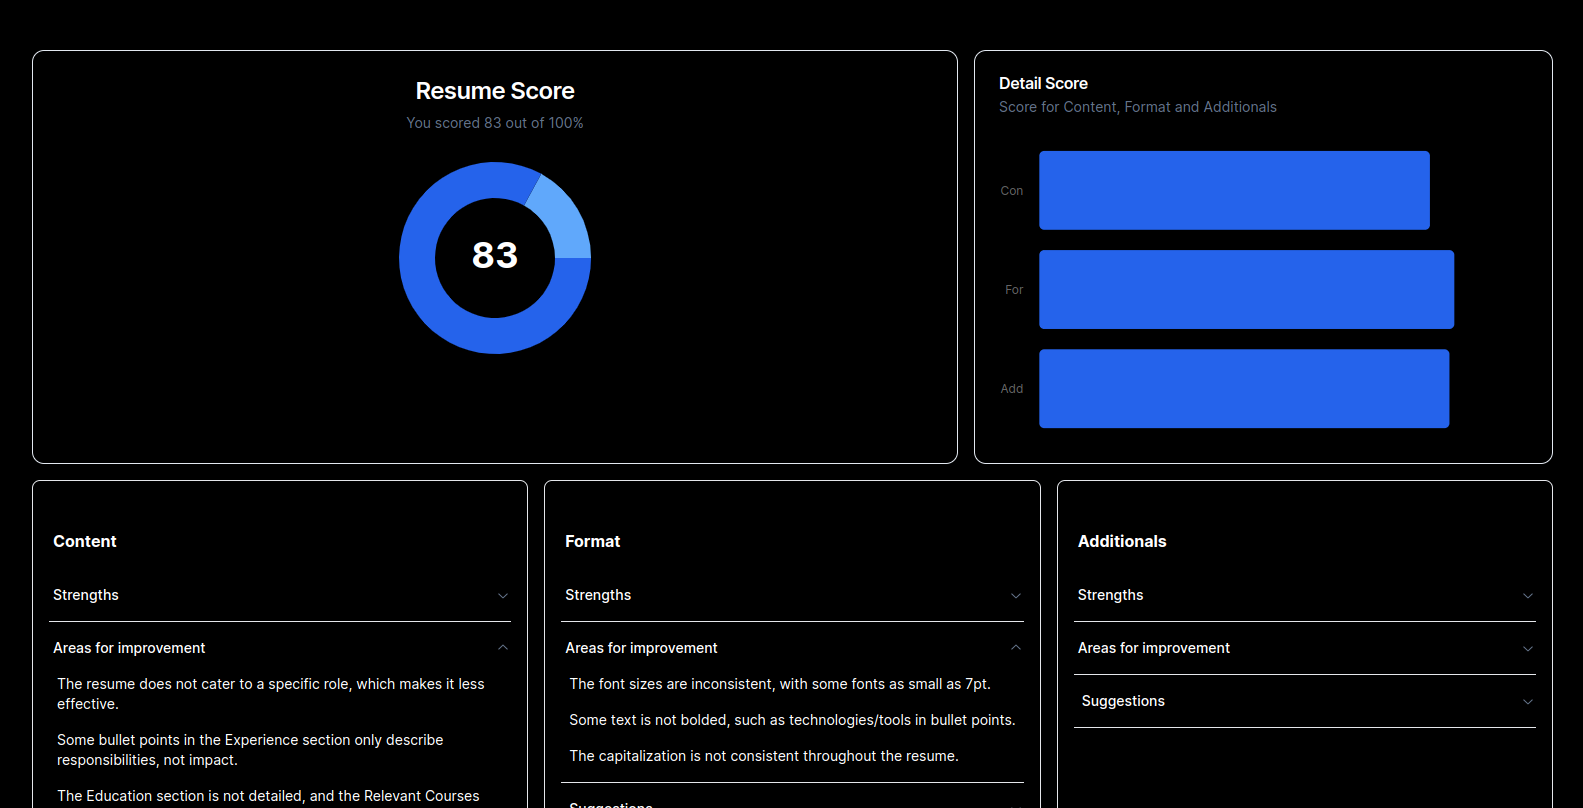 Resume Score
You scored 83 out of 100%
83
Detail Score
Score for Content, Format and Additionals
Con
For
Add
Content
Strengths
Areas for improvement
The resume does not cater to a specific role, which makes it less
effective.
Some bullet points in the Experience section only describe
responsibilities, not impact.
The Education section is not detailed, and the Relevant Courses
Format
Strengths
Areas for improvement
The font sizes are inconsistent, with some fonts as small as 7pt.
Some text is not bolded, such as technologies/tools in bullet points.
The capitalization is not consistent throughout the resume.
Suggestions
Additionals
Strengths
Areas for improvement
Suggestions